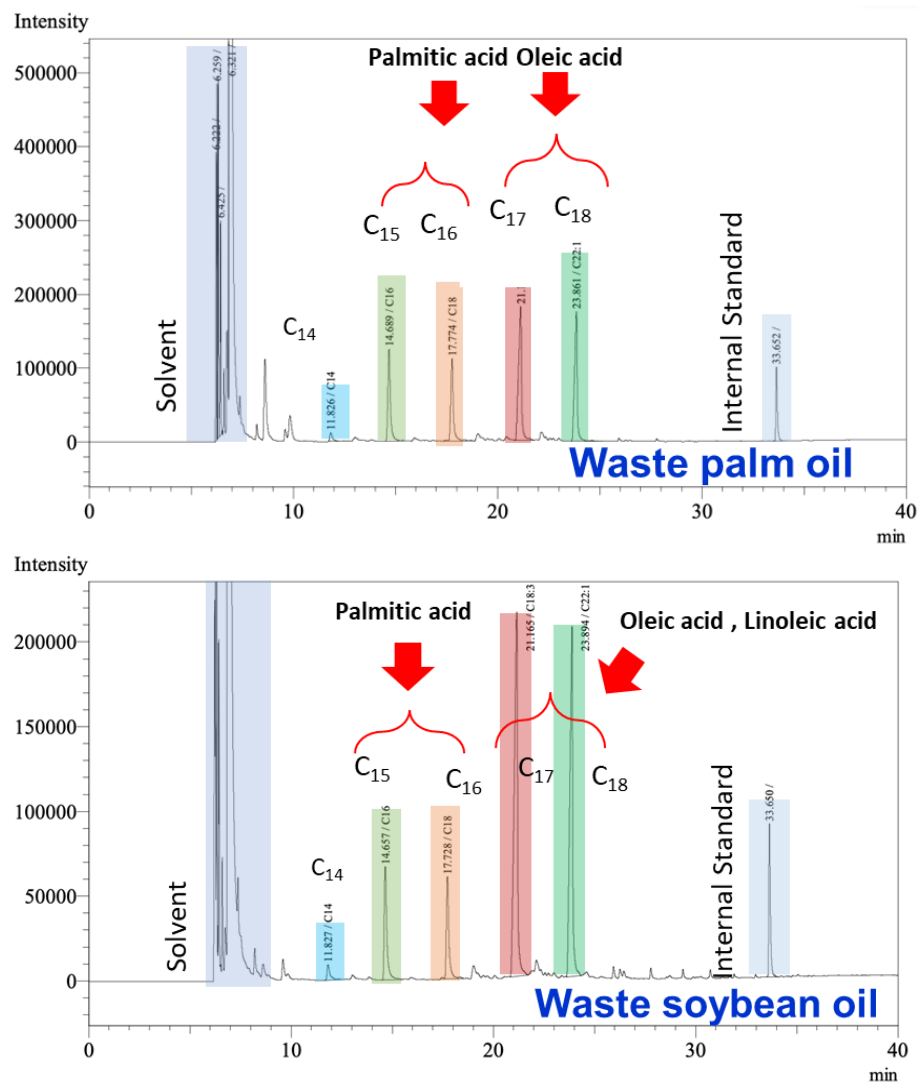 Intensity
500000
400000
300000
200000
100000
0
6.222 /
6.259 /
6.425 /
6.321 /
Palmitic acid Oleic acid
C15
C16
C17
C18
C14
Solvent
11.826 / C14
14.689 / C16
17.774 / C18
23.861 / C22:1
Internal Standard
33.652 /
Waste palm oil
0 10 20 30 40
min
Intensity
200000
150000
100000
50000
0
Palmitic acid
Oleic acid , Linoleic acid
C15
C16
C17
C18
C14
Solvent
11.827 / C14
14.657 / C16
17.728 / C18
21.165 / C18:3
23.894 / C22:1
Internal Standard
33.650 /
Waste soybean oil
0 10 20 30 40
min